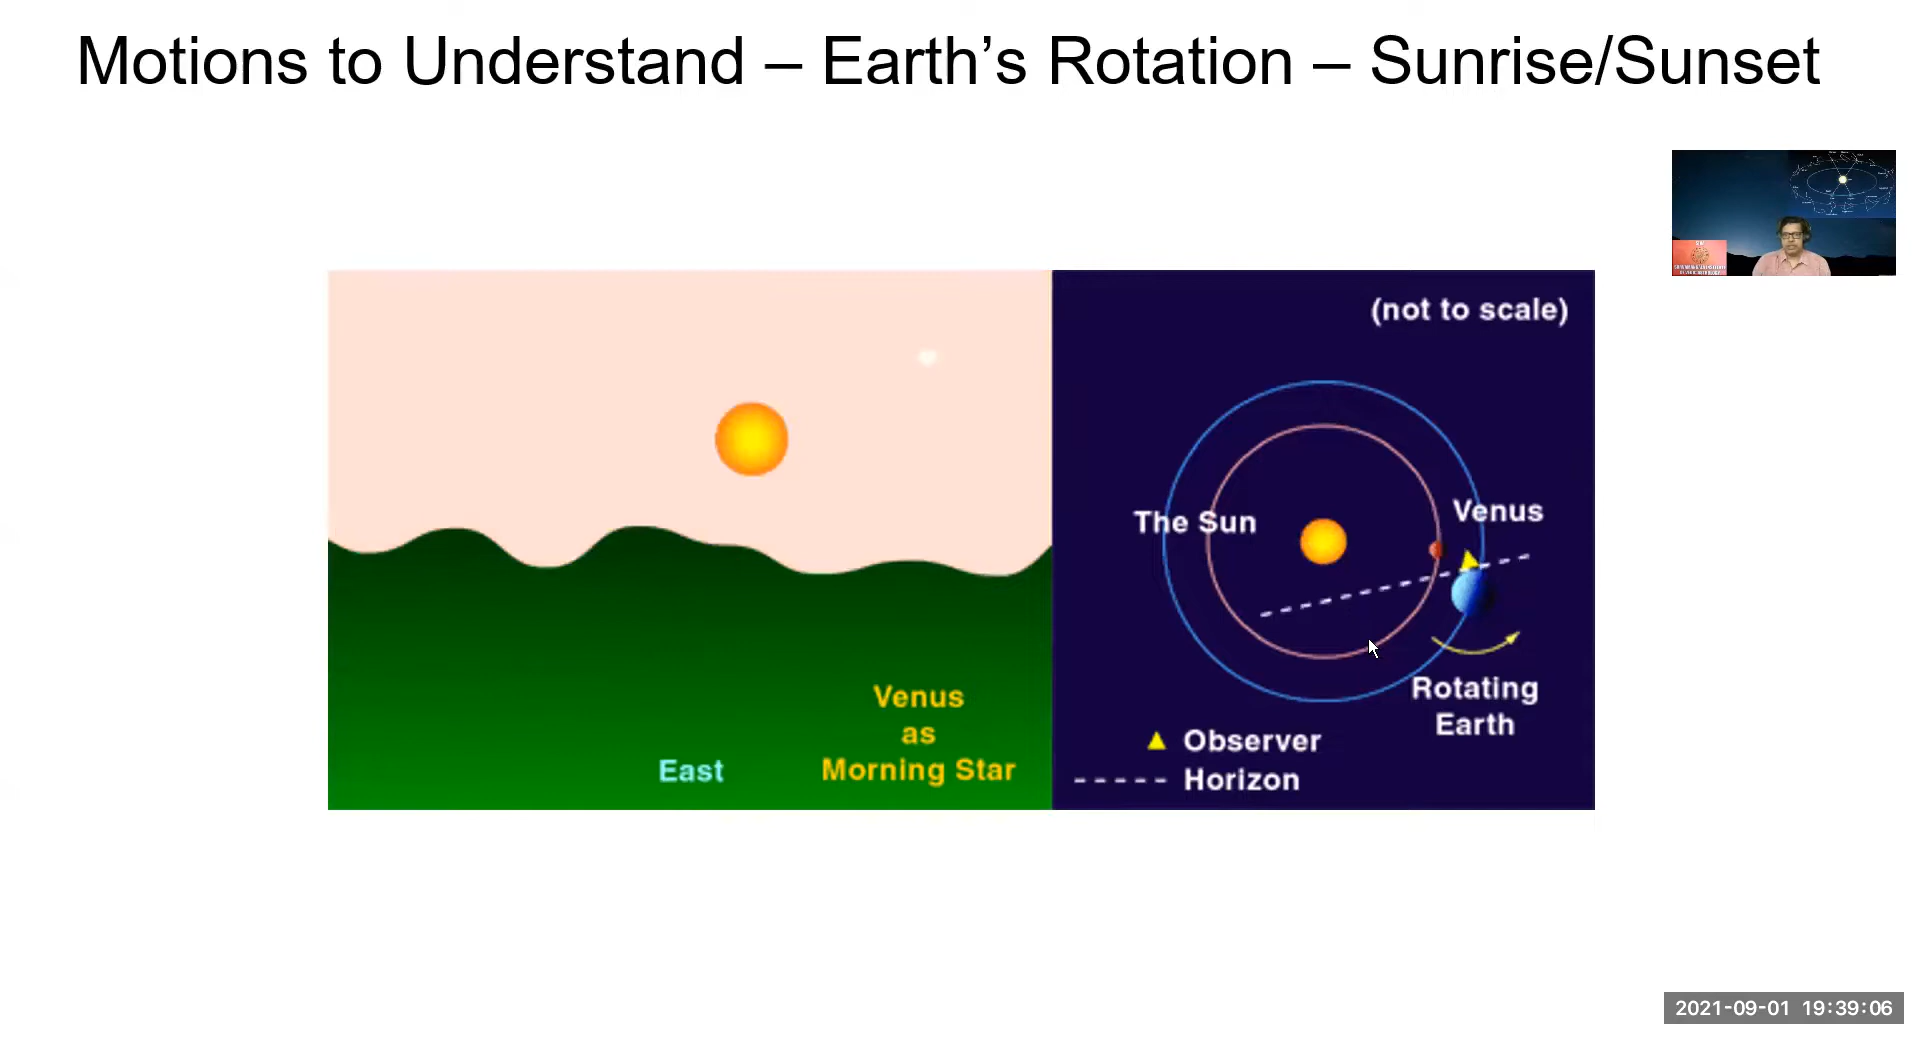 Motions to Understand – Earth’s Rotation – Sunrise/Sunset
(not to scale)
The Sun
Venus
Rotating
Earth
Observer
Horizon
Venus
as
Morning Star
East
2021-09-01 19:39:06